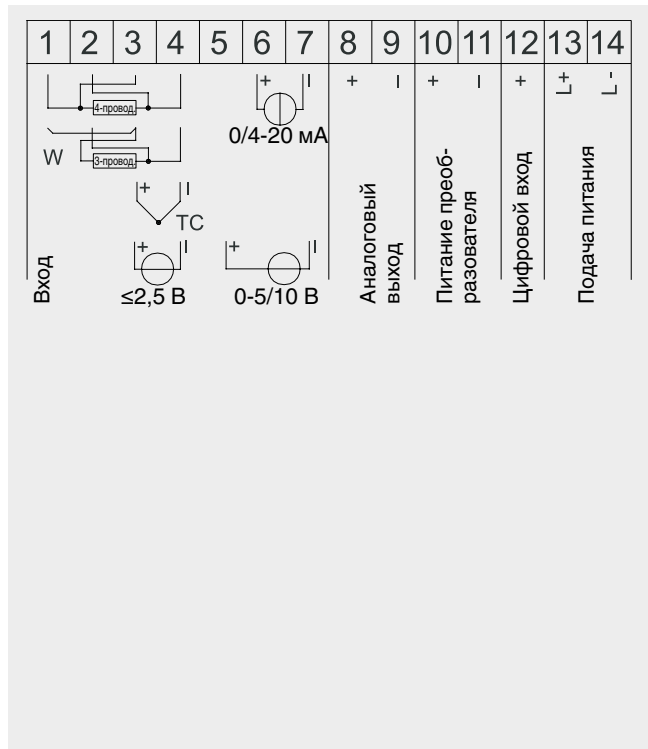 1 2 3 4 5 6 7 8 9 10 11 12 13 14
+ I + − + − + L+ L -
4-провод.
0/4-20 мА
W
3-провод.
+ I
TC
+ I + I
≤2,5 В 0-5/10 В
Вход
Аналоговый
выход
Питание преоб-
разователя
Цифровой вход
Подача питания